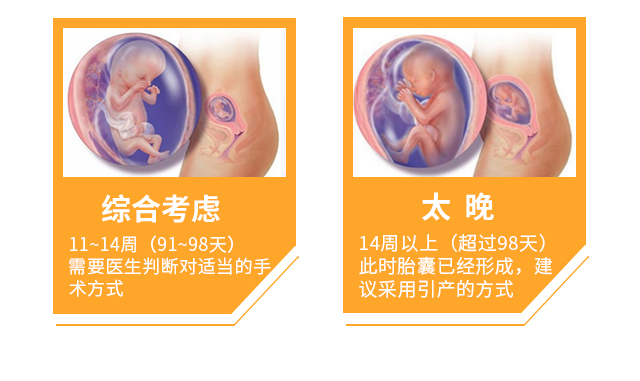 综合考虑
11~14周（91~98天）
需要医生判断对适当的手
术方式
太 晚
14周以上（超过98天）
此时胎囊已经形成，建
议采用引产的方式